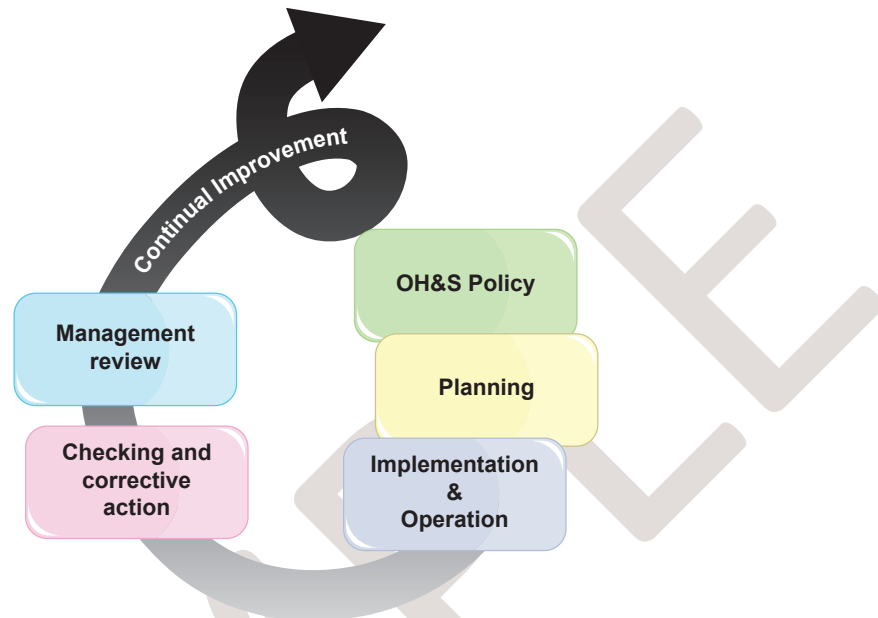 Continual Improvement
OH&S Policy
Planning
Implementation
&
Operation
Checking and
corrective
action
Management
review